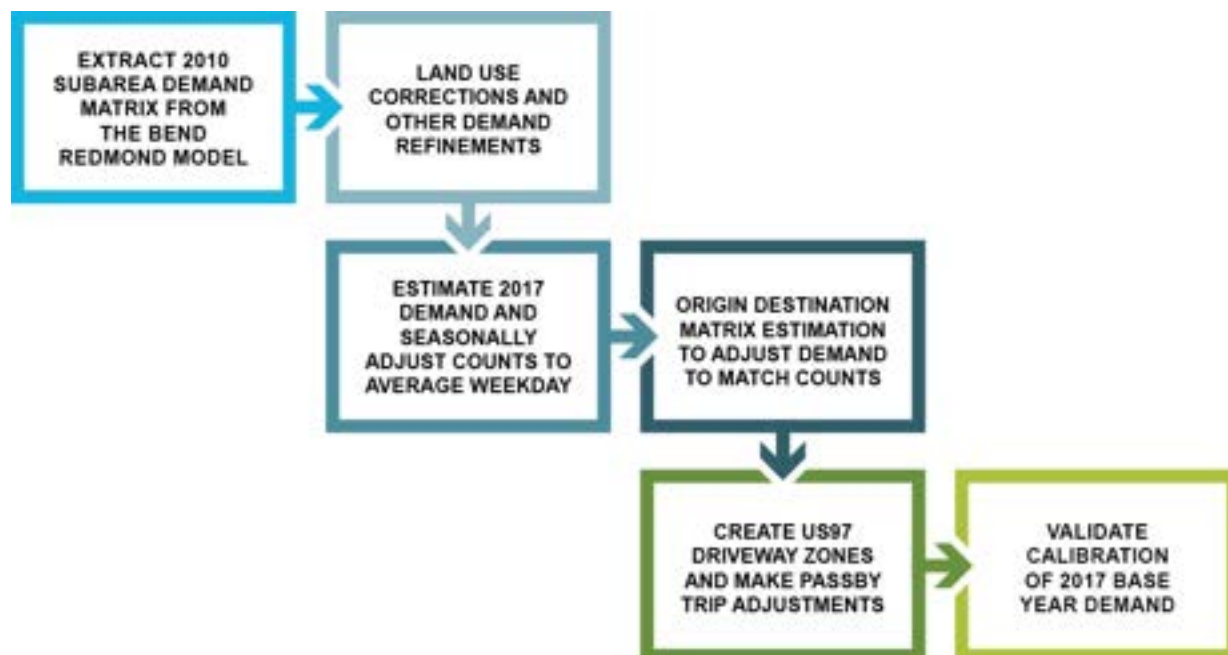 EXTRACT 2010
SUBAREA DEMAND
MATRIX FROM
THE BEND
REDMOND MODEL
LAND USE
CORRECTIONS AND
OTHER DEMAND
REFINEMENTS
ESTIMATE 2017
DEMAND AND
SEASONALLY
ADJUST COUNTS TO
AVERAGE WEEKDAY
ORIGIN DESTINATION
MATRIX ESTIMATION
TO ADJUST DEMAND
TO MATCH COUNTS
CREATE US97
DRIVEWAY ZONES
AND MAKE PASSBY
TRIP ADJUSTMENTS
VALIDATE
CALIBRATION
OF 2017 BASE
YEAR DEMAND